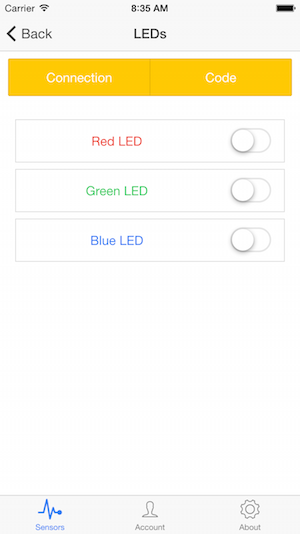 Carrier 8:35 AM
Back LEDs
Connection Code
Red LED
Green LED
Blue LED
Sensors Account About